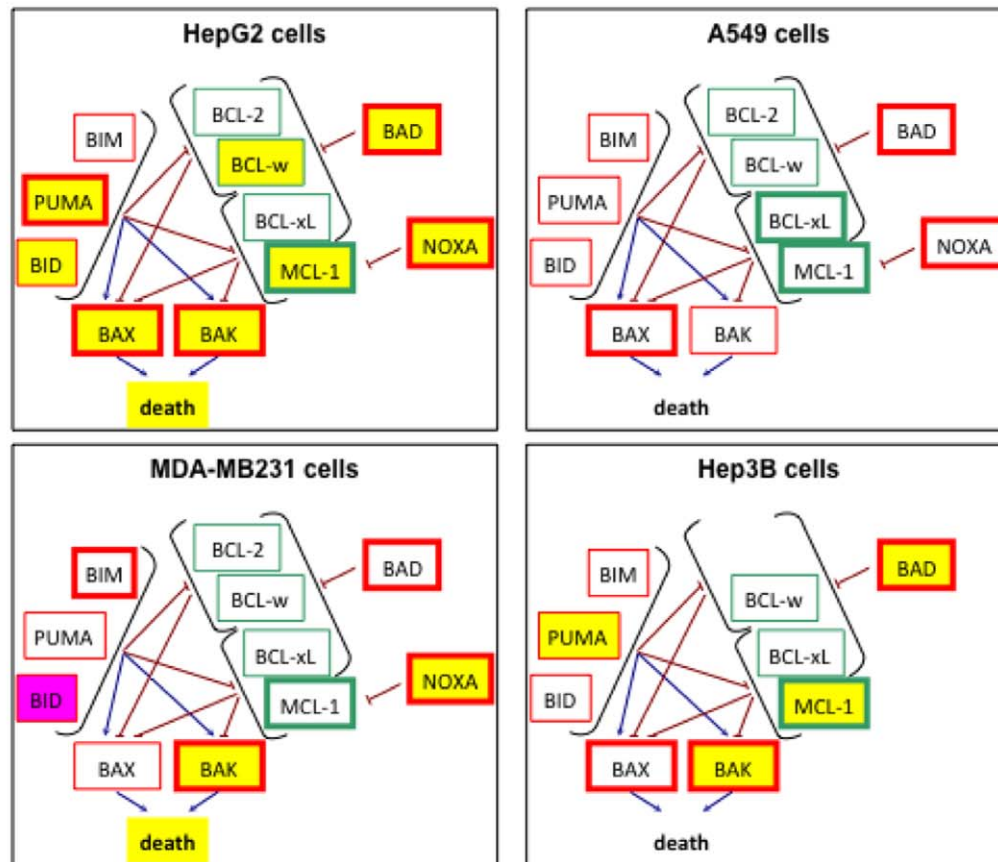 HepG2 cells
BCL-2
BIM
BAD
BCL-w
PUMA
BCL-xL
BID
MCL-1
NOXA
BAX
BAK
death
A549 cells
BCL-2
BIM
BAD
BCL-w
PUMA
BCL-xL
BID
MCL-1
NOXA
BAX
BAK
death
MDA-MB231 cells
BCL-2
BIM
BAD
BCL-w
PUMA
BCL-xL
BID
MCL-1
NOXA
BAX
BAK
death
Hep3B cells
BIM
BAD
BCL-w
PUMA
BCL-xL
BID
MCL-1
BAX
BAK
death